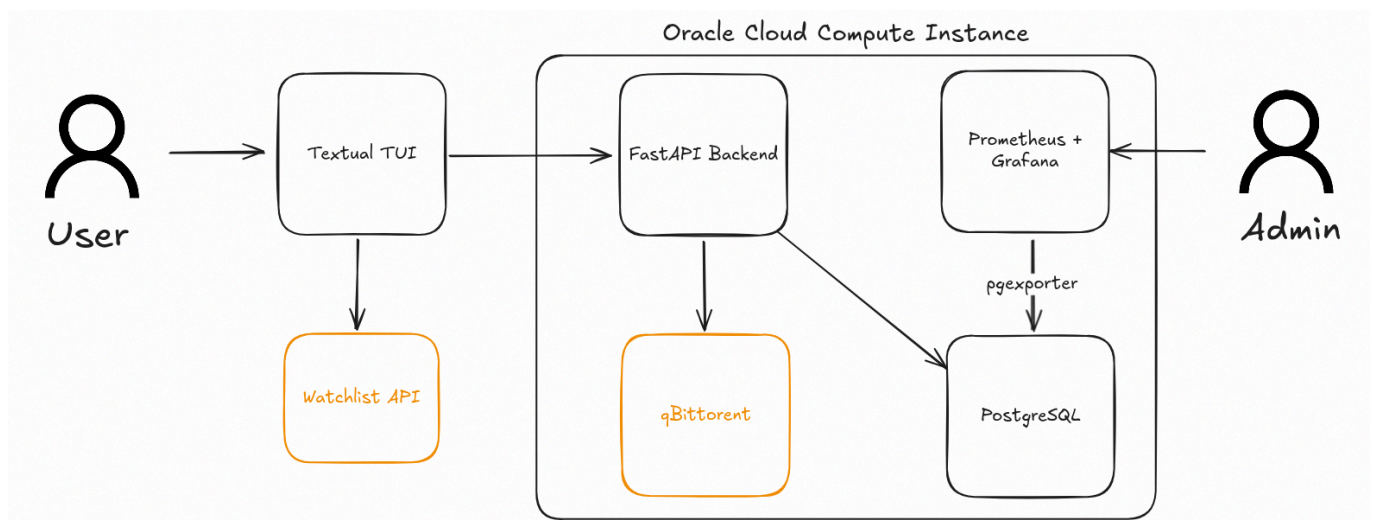 Oracle Cloud Compute Instance
User
Textual TUI
FastAPI Backend
Prometheus +
Grafana
Admin
pgexporter
Watchlist API
qBittorent
PostgreSQL